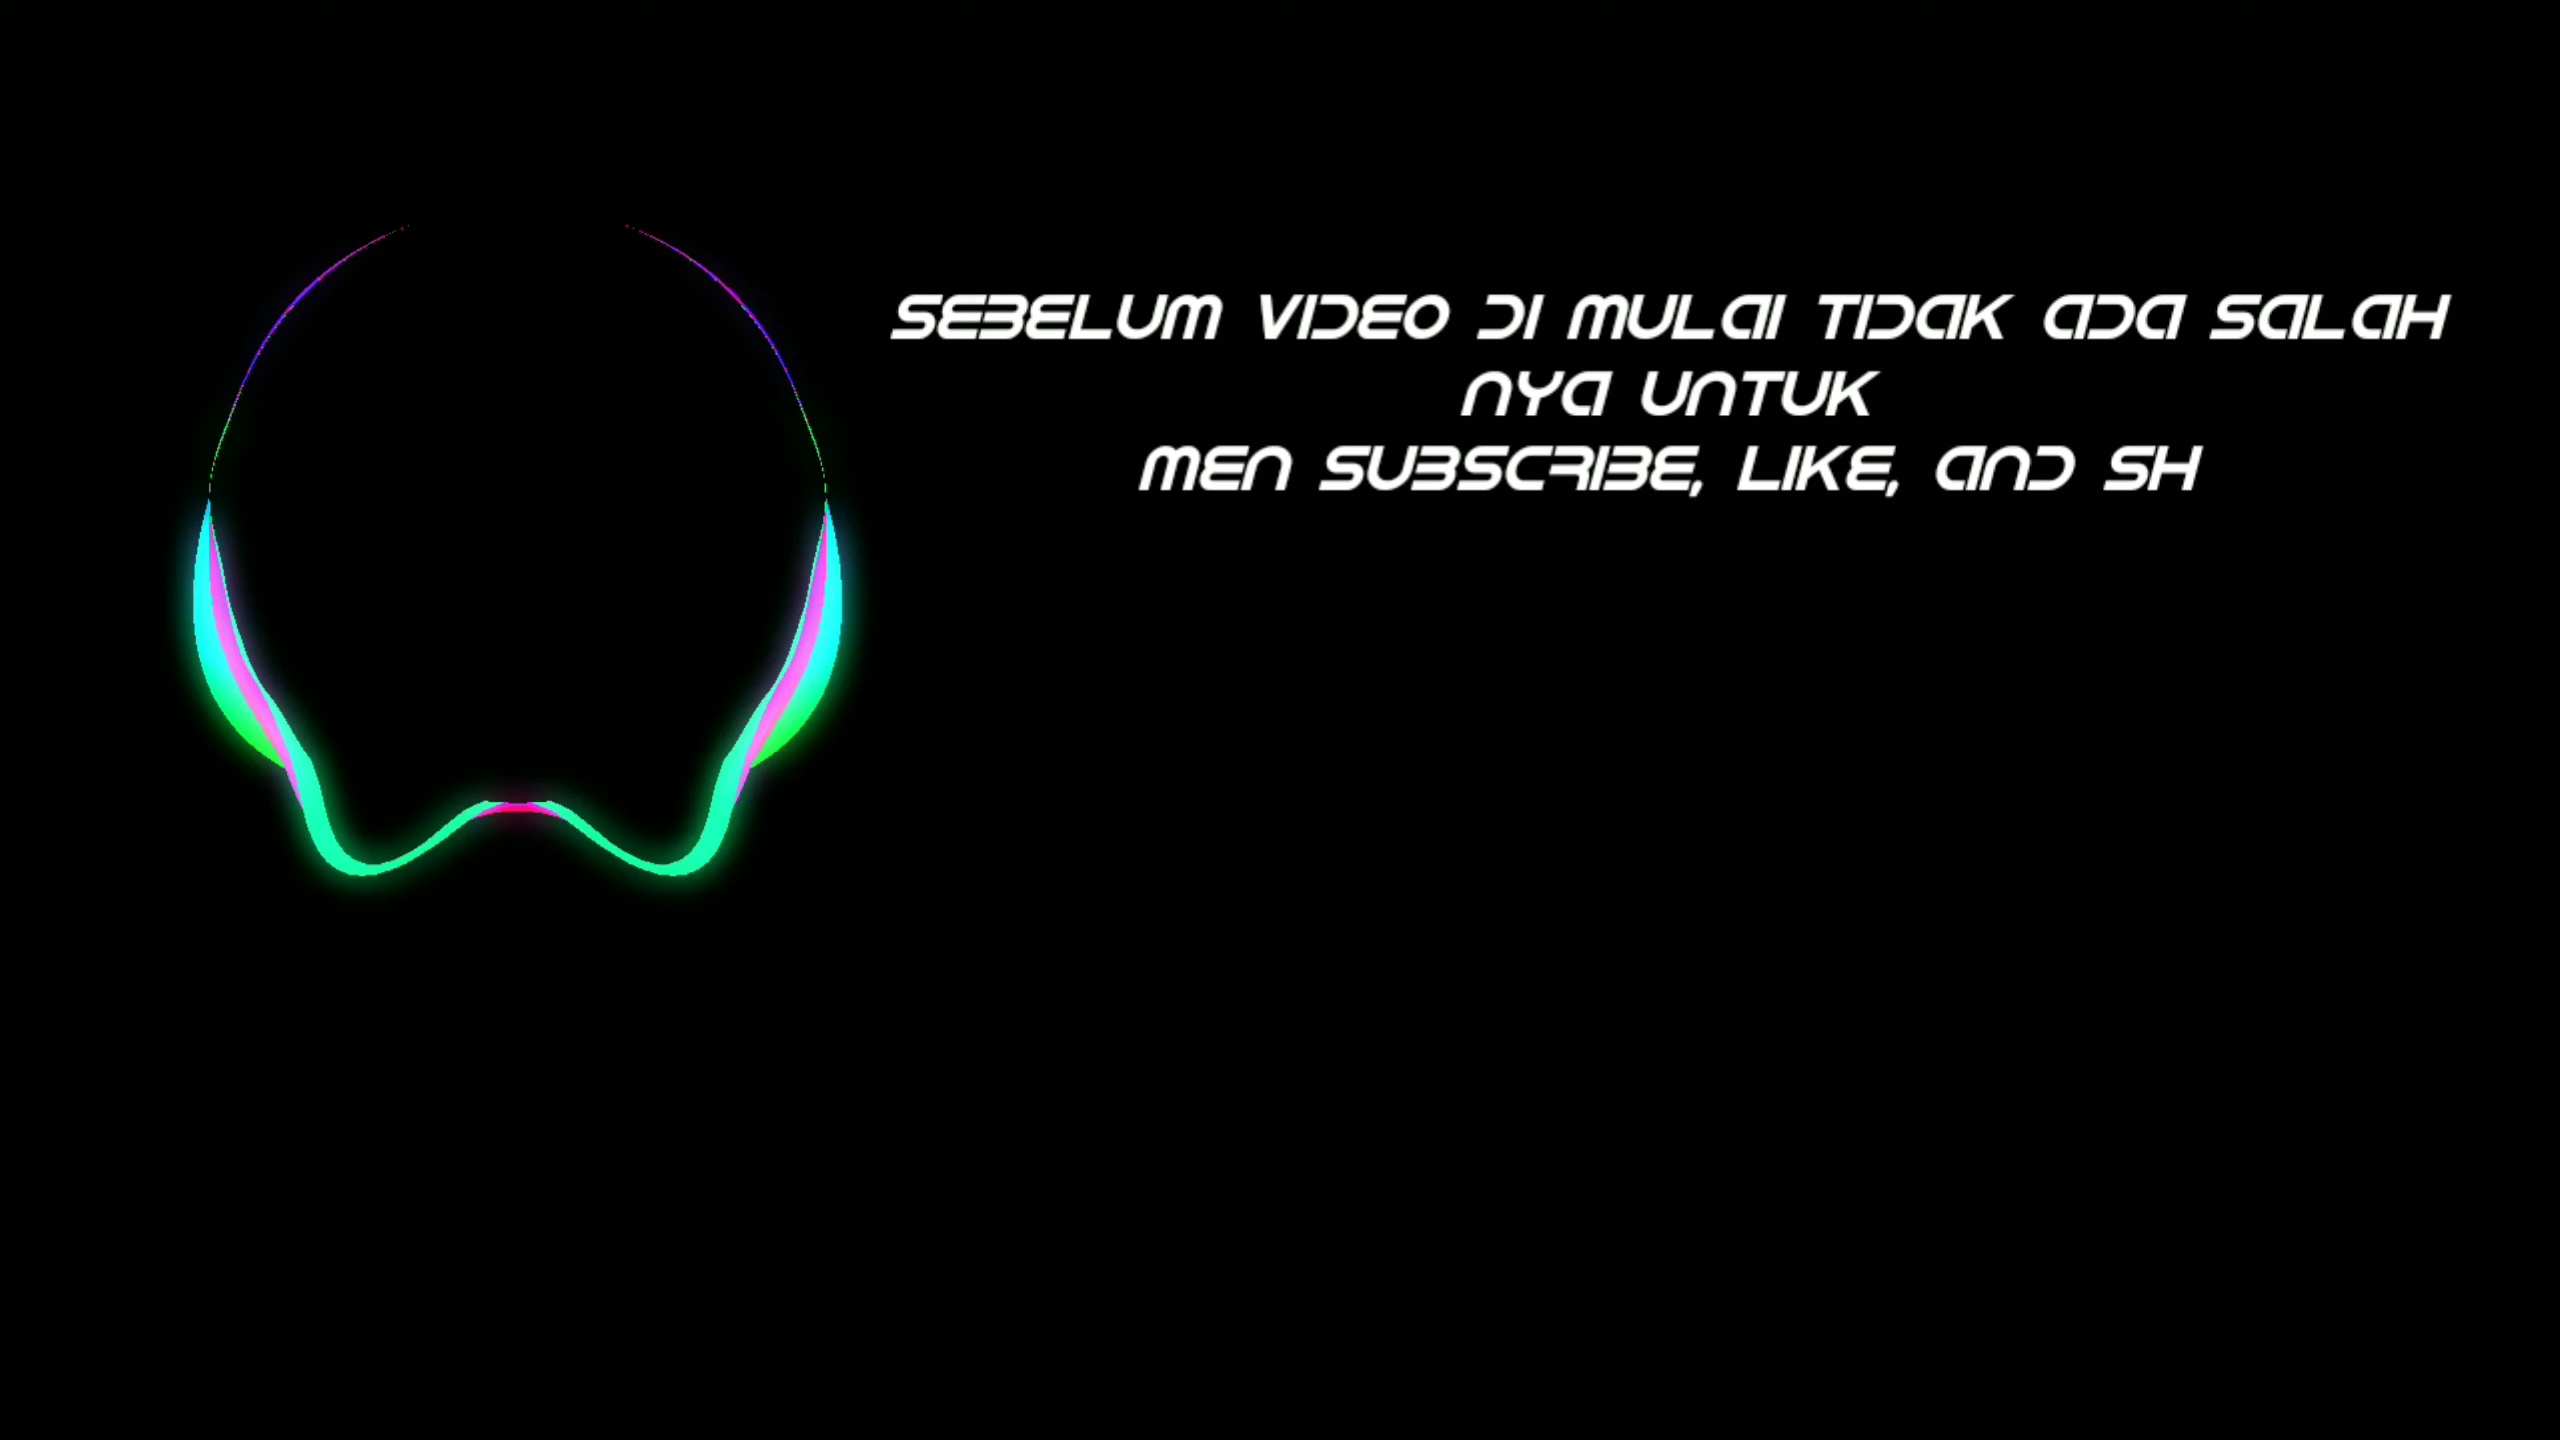 SEBELUM VIDEO DI MULAI TIDAK ADA SALAH
NYA UNTUK
MEN SUBSCRIBE, LIKE, AND SH